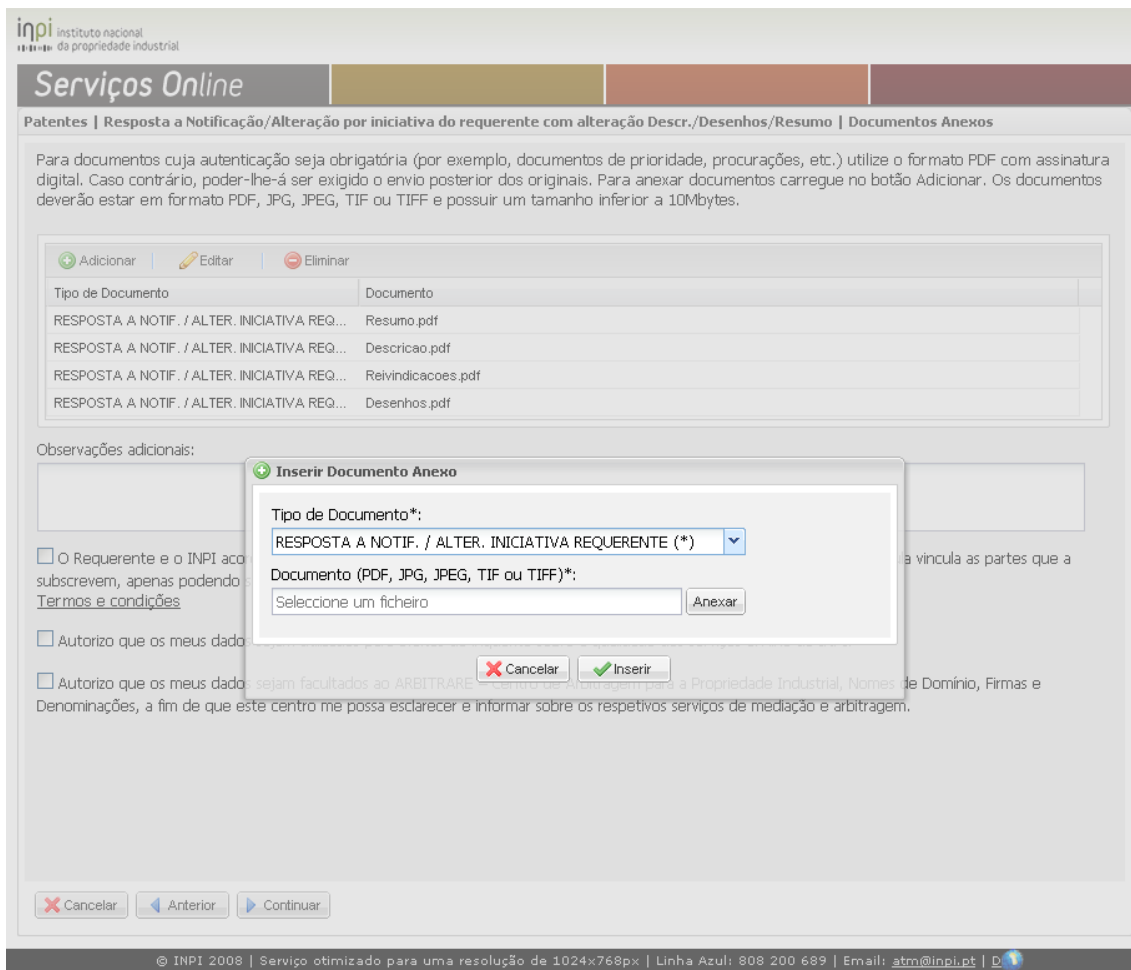 inpi instituto nacional
da propriedade industrial
Serviços Online
Patentes | Resposta a Notificação/Alteração por iniciativa do requerente com alteração Descr./Desenhos/Resumo | Documentos Anexos
Para documentos cuja autenticação seja obrigatória (por exemplo, documentos de prioridade, procurações, etc.) utilize o formato PDF com assinatura
digital. Caso contrário, poder-lhe-á ser exigido o envio posterior dos originais. Para anexar documentos carregue no botão Adicionar. Os documentos
deverão estar em formato PDF, JPG, JPEG, TIF ou TIFF e possuir um tamanho inferior a 10Mbytes.
Adicionar Editar Eliminar
Tipo de Documento Documento
RESPOSTA A NOTIF. / ALTER. INICIATIVA REQ... Resumo.pdf
RESPOSTA A NOTIF. / ALTER. INICIATIVA REQ... Descricao.pdf
RESPOSTA A NOTIF. / ALTER. INICIATIVA REQ... Reivindicacoes.pdf
RESPOSTA A NOTIF. / ALTER. INICIATIVA REQ... Desenhos.pdf
Observações adicionais:
Inserir Documento Anexo
Tipo de Documento*:
RESPOSTA A NOTIF. / ALTER. INICIATIVA REQUERENTE (*)
Documento (PDF, JPG, JPEG, TIF ou TIFF)*:
Seleccione um ficheiro Anexar
Cancelar Inserir
O Requerente e o INPI aco a vincula as partes que a
subscrevem, apenas podendo
Termos e condições
Autorizo que os meus dados
Autorizo que os meus dados sejam facultados ao ARBITRARE – Centro de Arbitragem para a Propriedade Industrial, Nomes de Domínio, Firmas e
Denominações, a fim de que este centro me possa esclarecer e informar sobre os respetivos serviços de mediação e arbitragem.
Cancelar Anterior Continuar
© INPI 2008 | Serviço otimizado para uma resolução de 1024x768px | Linha Azul: 808 200 689 | Email: atm@inpi.pt | D